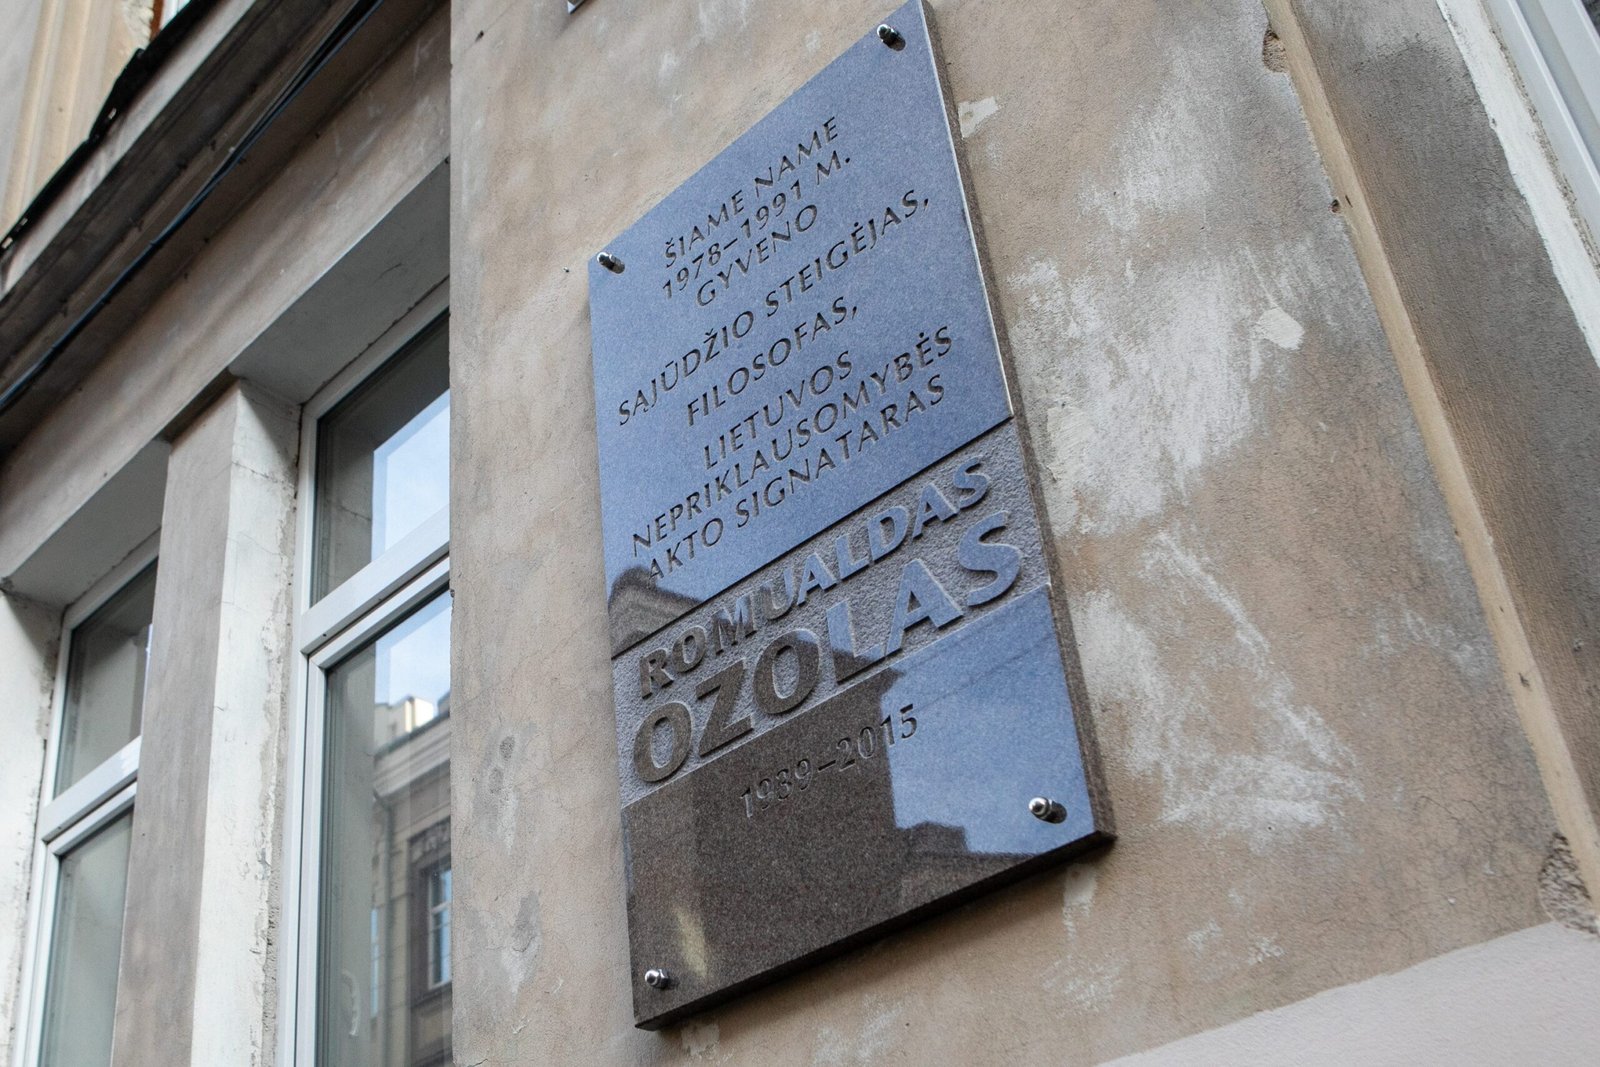 ŠIAME NAME
1978–1991 M.
GYVENO
SĄJŪDŽIO STEIGĖJAS,
FILOSOFAS,
LIETUVOS
NEPRIKLAUSOMYBĖS
AKTO SIGNATARAS
ROMUALDAS
OZOLAS
1939–2015